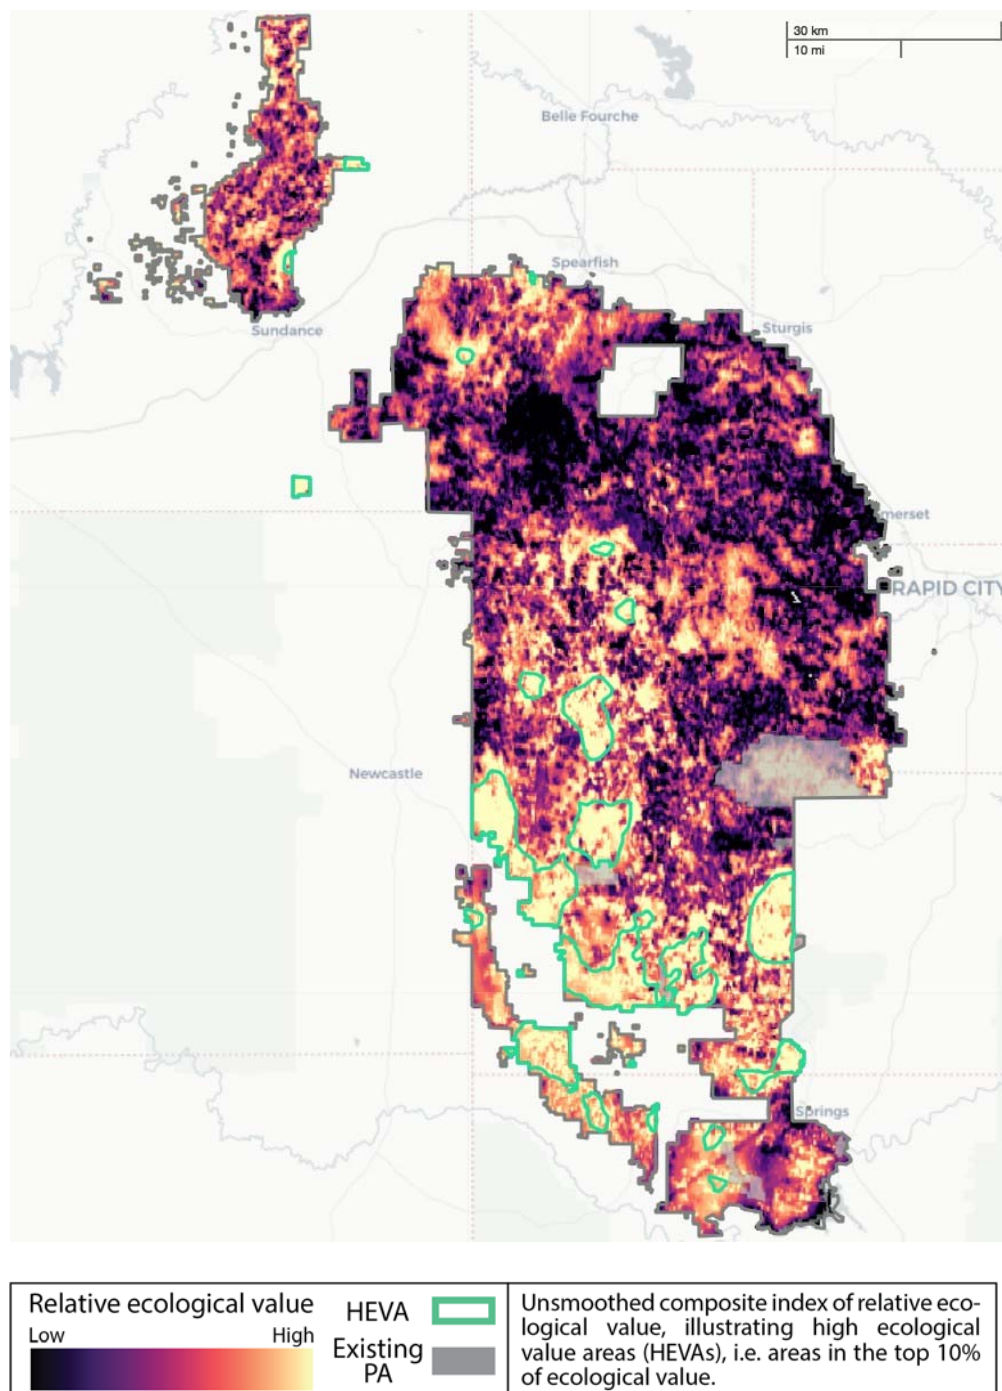 30 km
10 mi
Belle Fourche
Spearfish
Sundance
Sturgis
merset
RAPID CITY
Newcastle
Springs
Relative ecological value
Low High
HEVA
Existing
PA
Unsmoothed composite index of relative eco-
logical value, illustrating high ecological
value areas (HEVAs), i.e. areas in the top 10%
of ecological value.